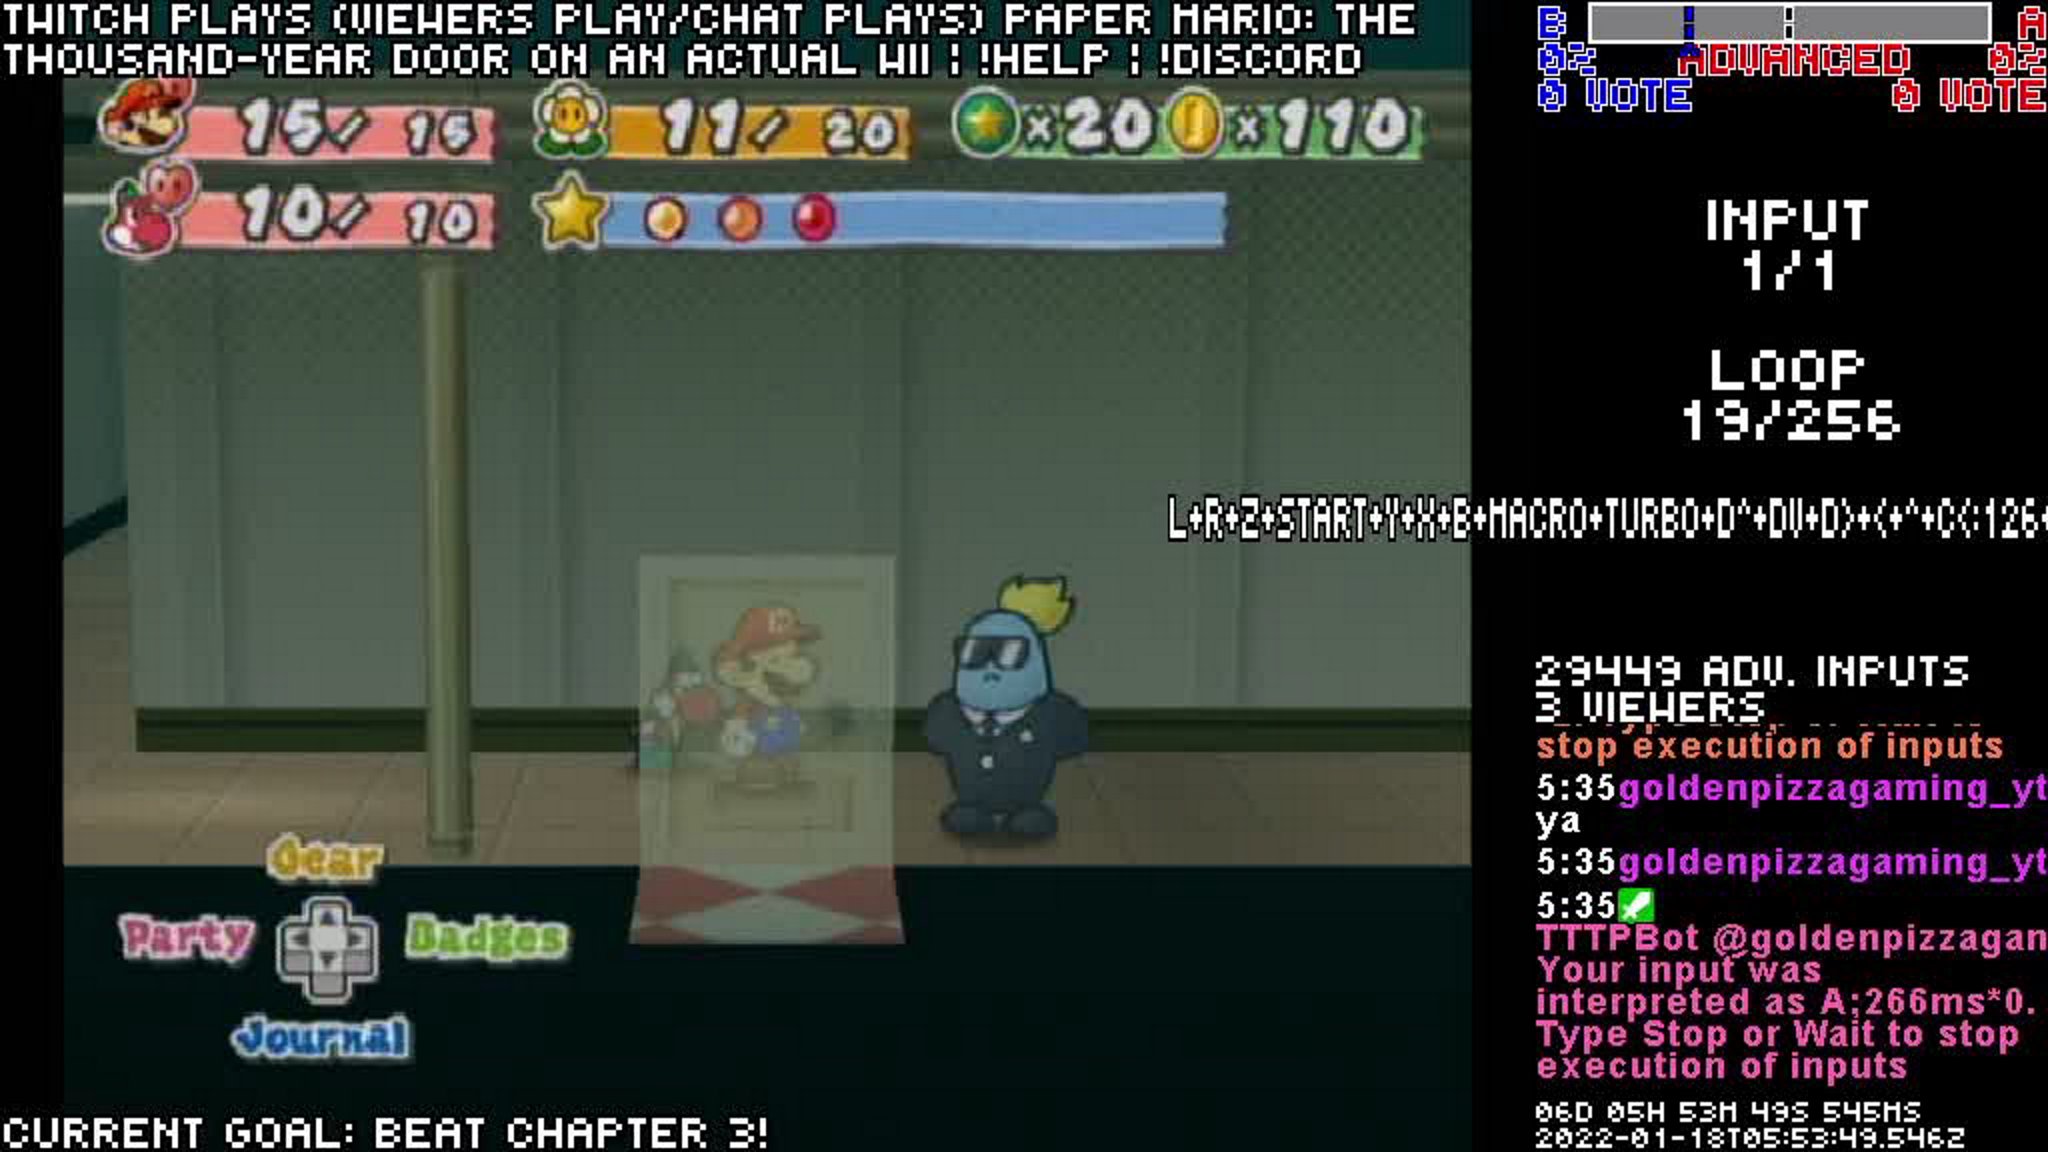 TWITCH PLAYS (VIEWERS PLAY/CHAT PLAYS) PAPER MARIO: THE
THOUSAND-YEAR DOOR ON AN ACTUAL WII ¦ !HELP ¦ !DISCORD
B A
0% ADVANCED 0%
0 VOTE 0 VOTE
15/ 15 11/ 20 ×20 ×110
10/ 10
INPUT
1/1
LOOP
19/256
L+R+Z+START+Y+X+B+MACRO+TURBO+D^+DV+D>+<+^+C<:126+
29449 ADV. INPUTS
3 VIEWERS
stop execution of inputs
5:35goldenpizzagaming_yt
ya
5:35goldenpizzagaming_yt
5:35
TTTPBot @goldenpizzagam
Your input was
interpreted as A;266ms*0.
Type Stop or Wait to stop
execution of inputs
Gear
Party Badges
Journal
06D 05H 53M 49S 545MS
2022-01-18T05:53:49.546Z
CURRENT GOAL: BEAT CHAPTER 3!